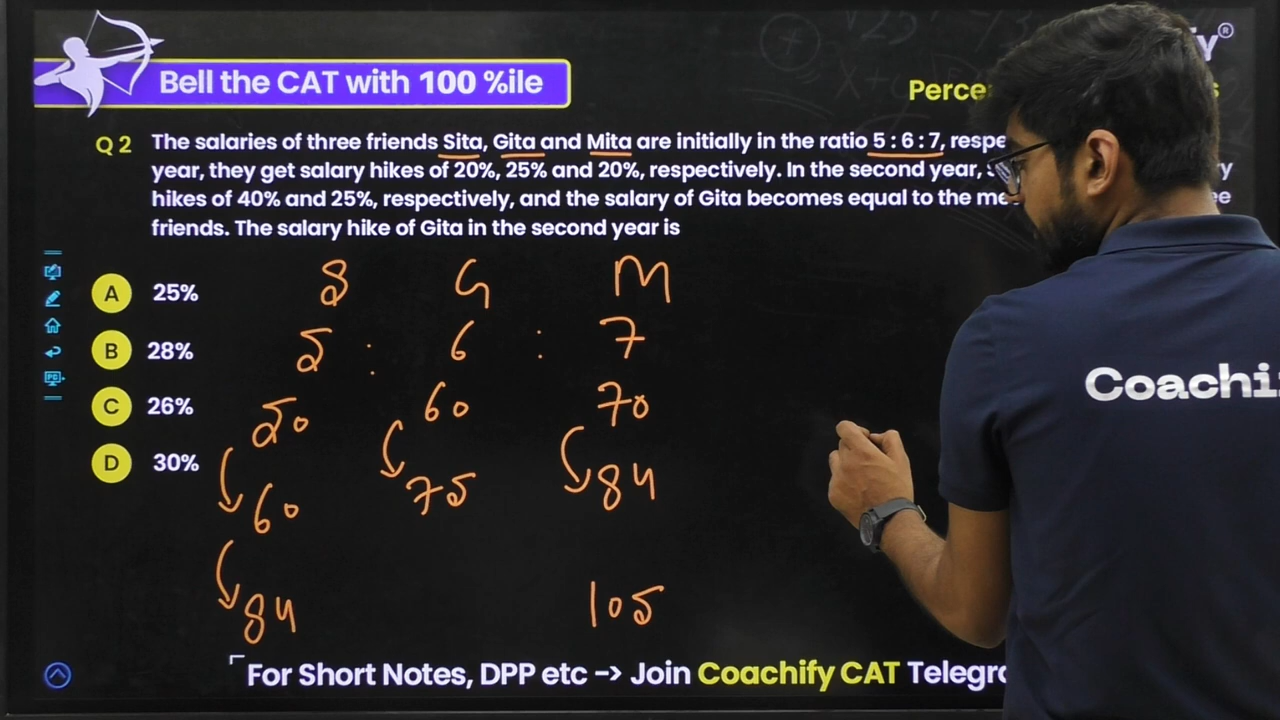 Bell the CAT with 100 %ile
Q 2 The salaries of three friends Sita, Gita and Mita are initially in the ratio 5 : 6 : 7,
year, they get salary hikes of 20%, 25% and 20%, respectively. In the second year,
hikes of 40% and 25%, respectively, and the salary of Gita becomes equal to the
friends. The salary hike of Gita in the second year is
A 25%
B 28%
C 26%
D 30%
S G M
5 : 6 : 7
50 60 70
60 75 84
84 105
Coachi
For Short Notes, DPP etc -> Join Coachify CAT